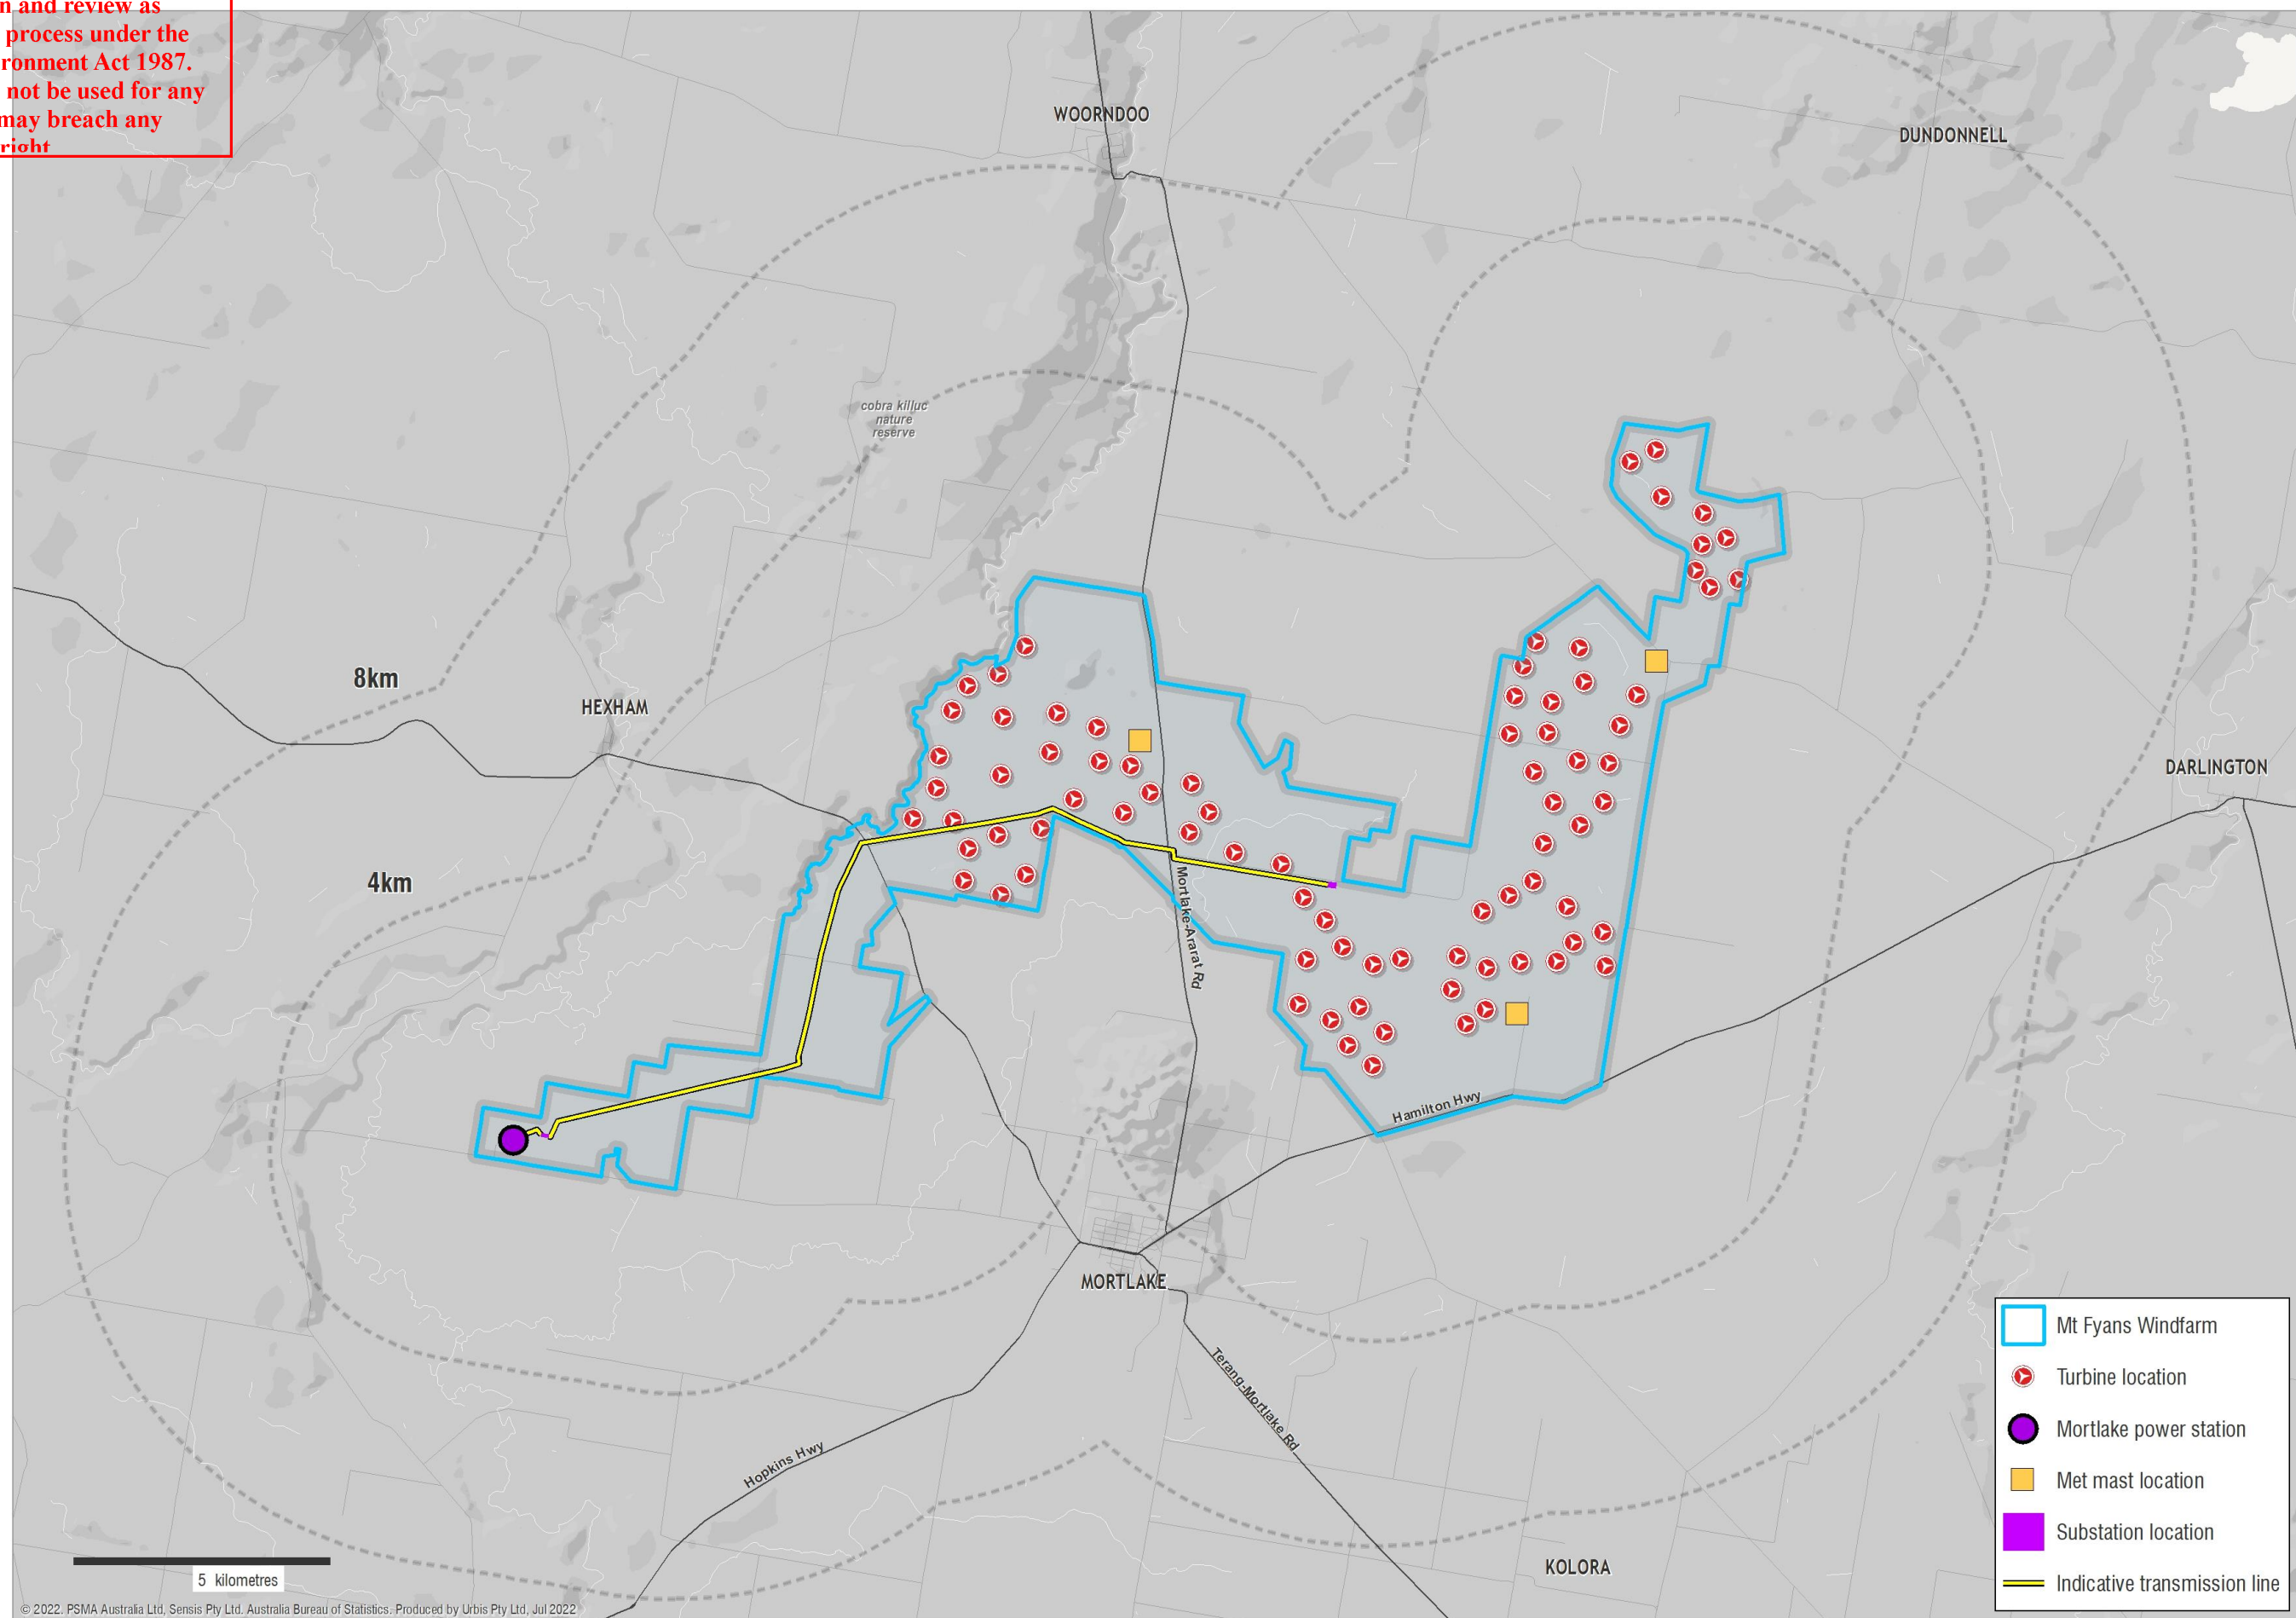 n and review as
process under the
ronment Act 1987.
not be used for any
may breach any
right
WOORNDOO
DUNDONNELL
cobra killuc
nature
reserve
8km
HEXHAM
DARLINGTON
4km
Mortlake-Ararat Rd
Hamilton Hwy
MORTLAKE
Terang-Mortlake Rd
Hopkins Hwy
KOLORA
Mt Fyans Windfarm
Turbine location
Mortlake power station
Met mast location
Substation location
Indicative transmission line
5 kilometres
© 2022. PSMA Australia Ltd, Sensis Pty Ltd. Australia Bureau of Statistics. Produced by Urbis Pty Ltd, Jul 2022